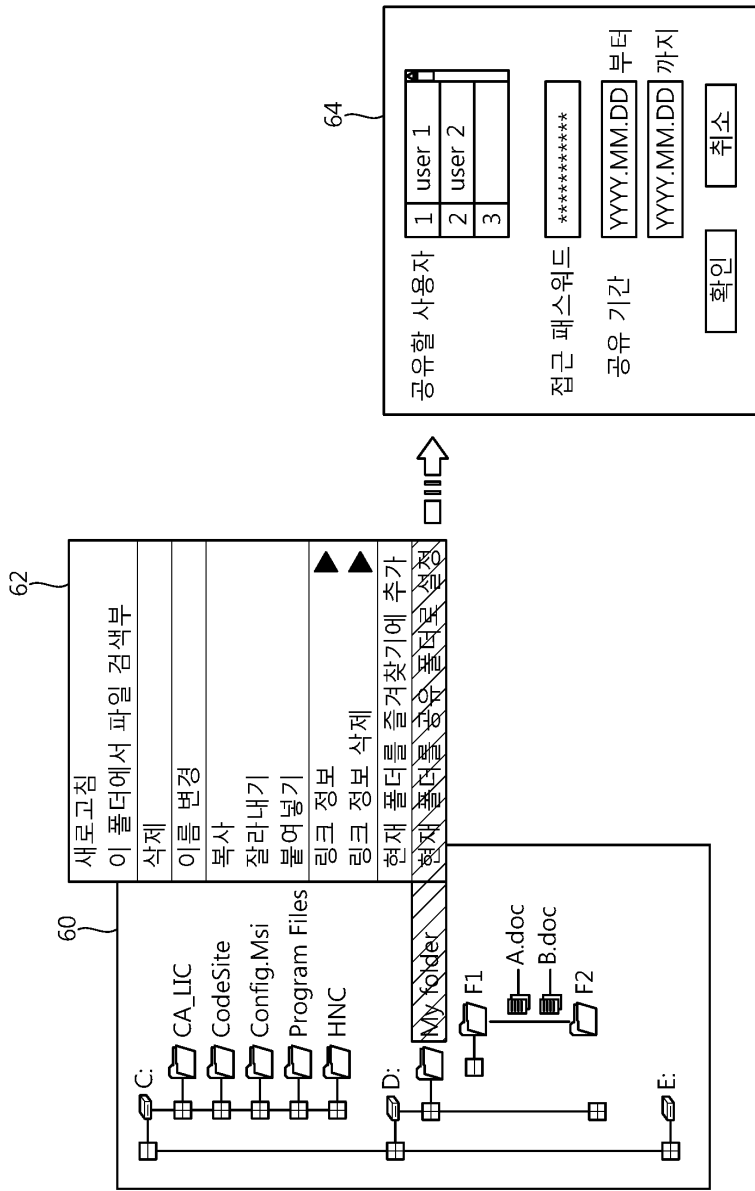 60
C:
CA_LIC
CodeSite
Config.Msi
Program Files
HNC
D:
My folder
F1
A.doc
B.doc
F2
E:
62
새로고침
이 폴더에서 파일 검색부
삭제
이름 변경
복사
잘라내기
붙여넣기
링크 정보
링크 정보 삭제
현재 폴더를 즐겨찾기에 추가
현재 폴더를 공유 폴더로 설정
64
공유할 사용자
1 user 1
2 user 2
3
접근 패스워드 ************
공유 기간 YYYY.MM.DD 부터
YYYY.MM.DD 까지
확인 취소